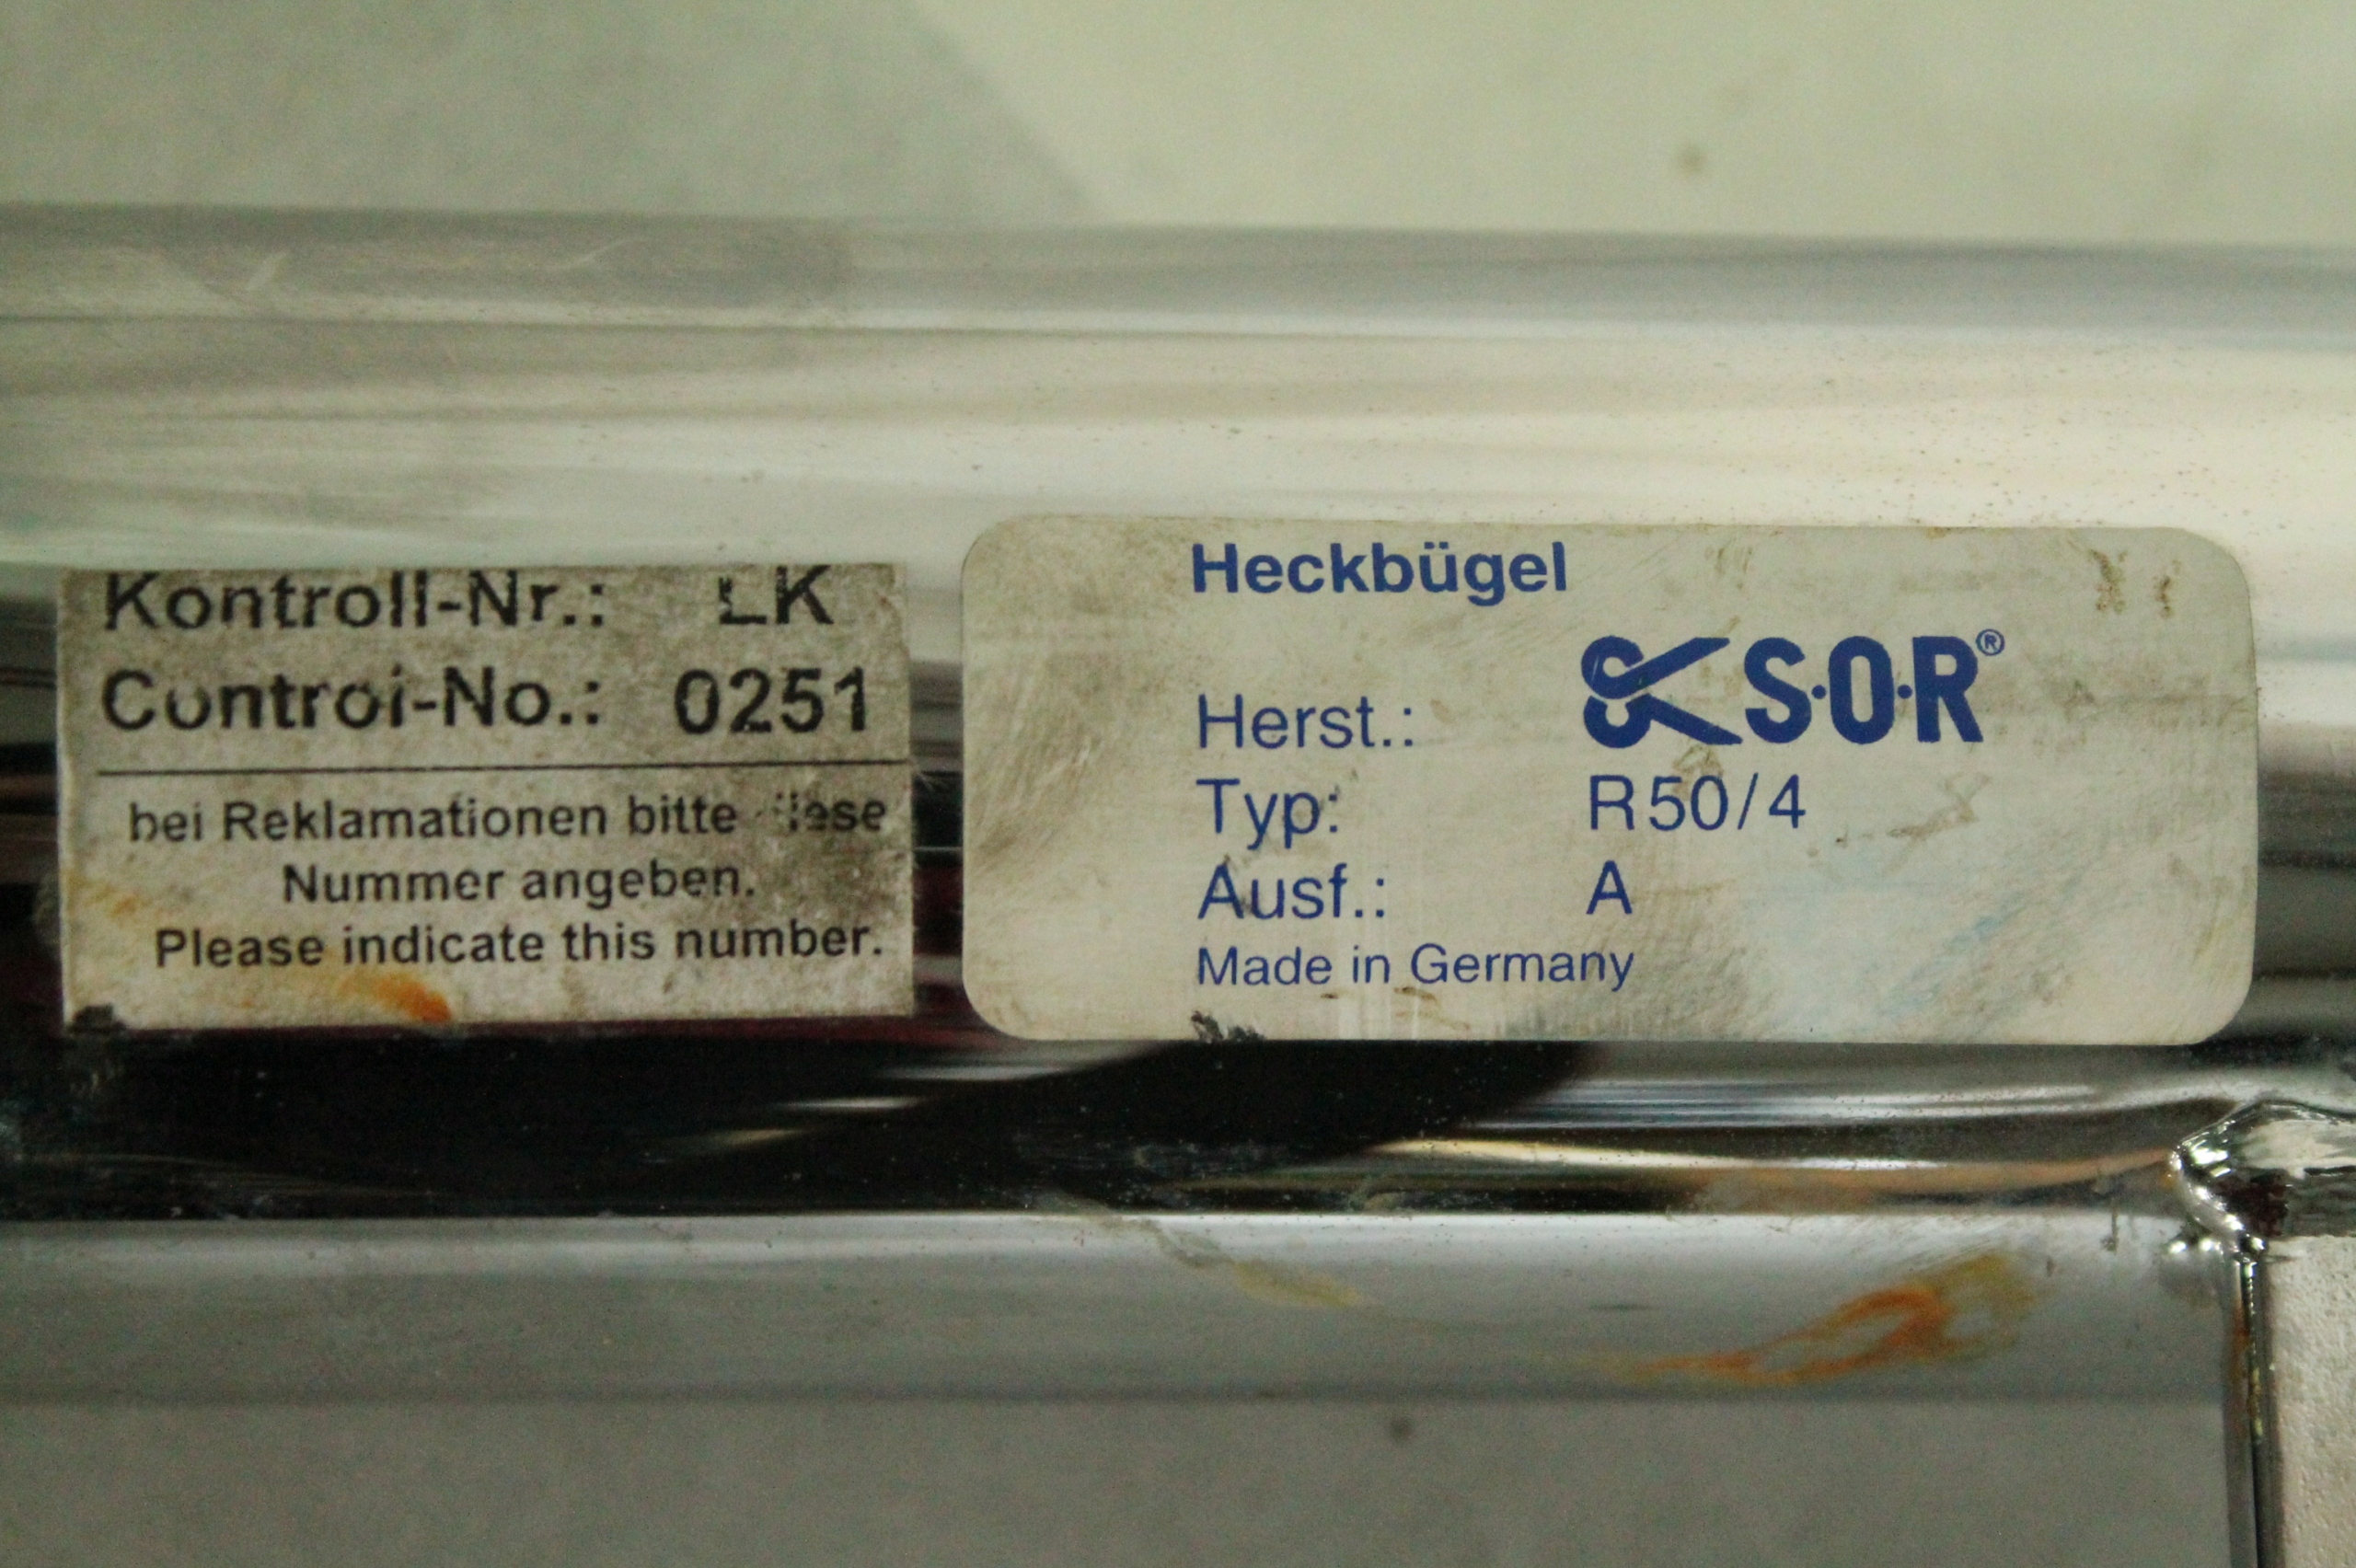 Kontroll-Nr.: LK
Control-No.: 0251
bei Reklamationen bitte diese
Nummer angeben.
Please indicate this number.
Heckbügel
Herst.: S·O·R®
Typ: R50/4
Ausf.: A
Made in Germany